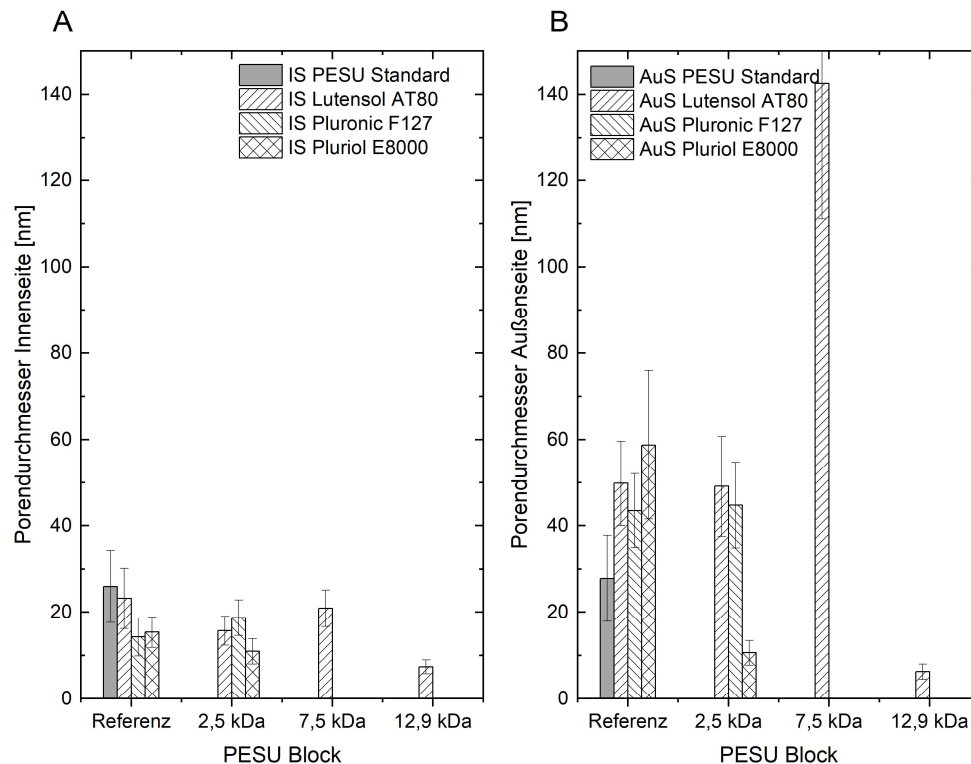 A
Porendurchmesser Innenseite [nm]
140
120
100
80
60
40
20
0
IS PESU Standard
IS Lutensol AT80
IS Pluronic F127
IS Pluriol E8000
Referenz 2,5 kDa 7,5 kDa 12,9 kDa
PESU Block
B
Porendurchmesser Außenseite [nm]
140
120
100
80
60
40
20
0
AuS PESU Standard
AuS Lutensol AT80
AuS Pluronic F127
AuS Pluriol E8000
Referenz 2,5 kDa 7,5 kDa 12,9 kDa
PESU Block